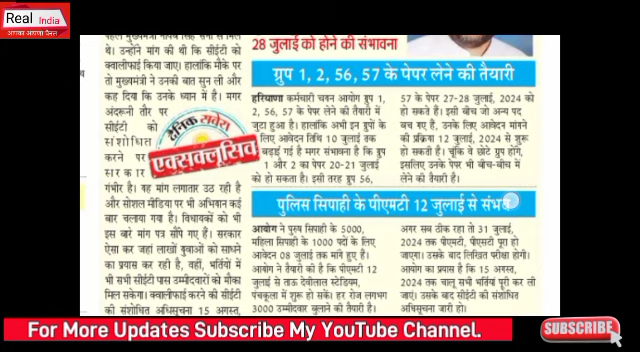 Real India
आपका अपना चैनल
पहले मुख्यमंत्री नायब सिंह सैनी से मिले
थे। उन्होंने मांग की थी कि सीईटी को
क्वालीफाई किया जाए। हालांकि मौके पर
तो मुख्यमंत्री ने उनकी बात सुन ली और
कह दिया कि उनके ध्यान में है। मगर
अंदरूनी तौर पर
सीईटी को
संशोधित
करने पर
सरकार
गंभीर है। यह मांग लगातार उठ रही है
और सोशल मीडिया पर भी अभियान कई
बार चलाया गया है। विधायकों को भी
इस बारे मांग पत्र सौंपे गए हैं। सरकार
ऐसा कर जहां लाखों युवाओं को साधने
का प्रयास कर रही है, वहीं, भर्तियों में
भी सभी सीईटी पास उम्मीदवारों को मौका
मिल सकेगा। क्वालीफाई करने की सीईटी
की संशोधित अधिसूचना 15 अगस्त,
दैनिक सवेरा
एक्सक्लूसिव
28 जुलाई को होने की संभावना
ग्रुप 1, 2, 56, 57 के पेपर लेने की तैयारी
हरियाणा कर्मचारी चयन आयोग ग्रुप 1,
2, 56, 57 के पेपर लेने की तैयारी में
जुटा हुआ है। हालांकि अभी इन ग्रुपों के
लिए आवेदन तिथि 10 जुलाई तक
बढ़ाई गई है मगर संभावना है कि ग्रुप
1 और 2 का पेपर 20-21 जुलाई
को हो सकता है। इसी तरह ग्रुप 56,
57 के पेपर 27-28 जुलाई, 2024 को
हो सकते हैं। इसी बीच जो अन्य पद
बच गए हैं, उनके लिए आवेदन मांगने
की प्रक्रिया 12 जुलाई, 2024 से शुरू
हो सकती है। चूंकि वे छोटे ग्रुप होंगे,
इसलिए उनके पेपर भी बीच-बीच में
लेने की तैयारी है।
पुलिस सिपाही के पीएमटी 12 जुलाई से संभव
आयोग ने पुरुष सिपाही के 5000,
महिला सिपाही के 1000 पदों के लिए
आवेदन 08 जुलाई तक मांगे हुए हैं।
आयोग ने तैयारी की है कि पीएमटी 12
जुलाई से ताऊ देवीलाल स्टेडियम,
पंचकूला में शुरू हो सकें। हर रोज लगभग
3000 उम्मीदवार बुलाने की तैयारी है।
अगर सब ठीक रहा तो 31 जुलाई,
2024 तक पीएमटी, पीएसटी पूरा हो
जाएगा। उसके बाद लिखित परीक्षा होगी।
आयोग का प्रयास है कि 15 अगस्त,
2024 तक चालू सभी भर्तियां पूरी कर ली
जाएं। उसके बाद सीईटी की संशोधित
अधिसूचना जारी हो।
For More Updates Subscribe My YouTube Channel.
SUBSCRIBE